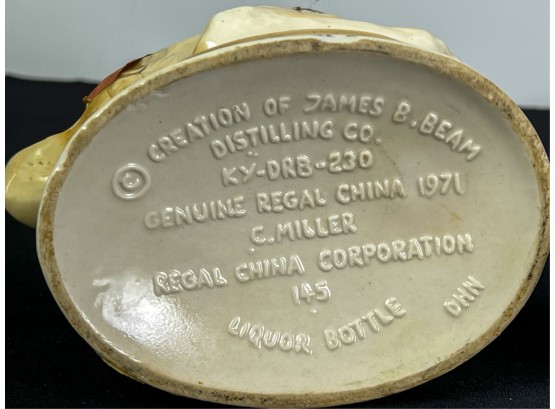 © CREATION OF JAMES B. BEAM
DISTILLING CO.
KY-DRB-230
GENUINE REGAL CHINA 1971
C. MILLER
REGAL CHINA CORPORATION
145
LIQUOR BOTTLE DHN